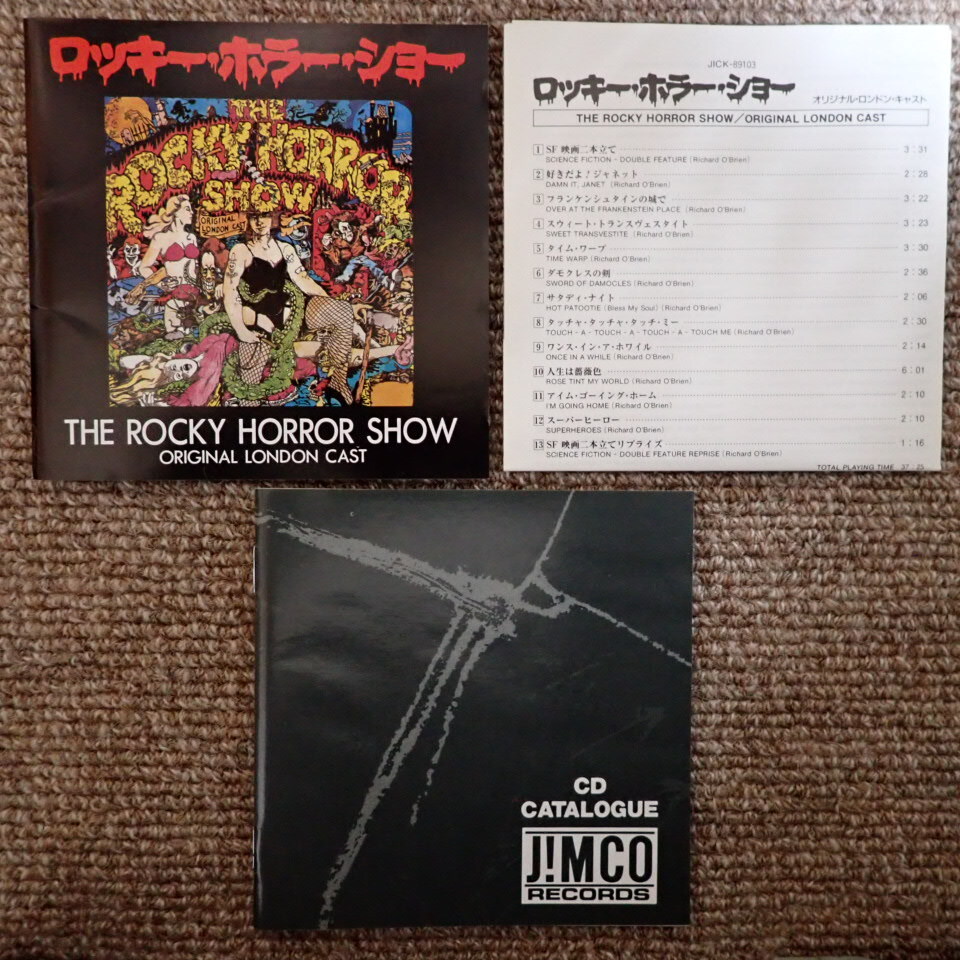 ロッキー・ホラー・ショー
THE
ROCKY HORROR
SHOW
ORIGINAL
LONDON CAST
THE ROCKY HORROR SHOW
ORIGINAL LONDON CAST
JICK-89103
ロッキー・ホラー・ショー
オリジナル・ロンドン・キャスト
THE ROCKY HORROR SHOW/ORIGINAL LONDON CAST
1 SF 映画二本立て 3:31
SCIENCE FICTION - DOUBLE FEATURE (Richard O'Brien)
2 好きだよ!ジャネット 2:28
DAMN IT, JANET (Richard O'Brien)
3 フランケンシュタインの城で 3:22
OVER AT THE FRANKENSTEIN PLACE (Richard O'Brien)
4 スウィート・トランスヴェスタイト 3:23
SWEET TRANSVESTITE (Richard O'Brien)
5 タイム・ワープ 3:30
TIME WARP (Richard O'Brien)
6 ダモクレスの剣 2:36
SWORD OF DAMOCLES (Richard O'Brien)
7 サタディ・ナイト 2:06
HOT PATOOTIE (Bless My Soul) (Richard O'Brien)
8 タッチャ・タッチャ・タッチ・ミー 2:30
TOUCH - A - TOUCH - A - TOUCH - A - TOUCH ME (Richard O'Brien)
9 ワンス・イン・ア・ホワイル 2:14
ONCE IN A WHILE (Richard O'Brien)
10 人生は薔薇色 6:01
ROSE TINT MY WORLD (Richard O'Brien)
11 アイム・ゴーイング・ホーム 2:10
I'M GOING HOME (Richard O'Brien)
12 スーパーヒーロー 2:10
SUPERHEROES (Richard O'Brien)
13 SF 映画二本立てリプライズ 1:16
SCIENCE FICTION - DOUBLE FEATURE REPRISE (Richard O'Brien)
TOTAL PLAYING TIME 37:25
CD
CATALOGUE
J!MCO
RECORDS